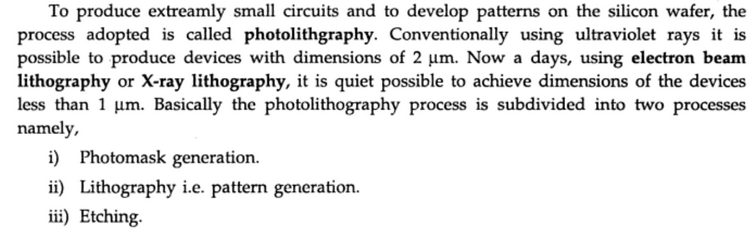 To produce extreamly small circuits and to develop patterns on the silicon wafer, the
process adopted is called photolithgraphy. Conventionally using ultraviolet rays it is
possible to produce devices with dimensions of 2 μm. Now a days, using electron beam
lithography or X-ray lithography, it is quiet possible to achieve dimensions of the devices
less than 1 μm. Basically the photolithography process is subdivided into two processes
namely,
i) Photomask generation.
ii) Lithography i.e. pattern generation.
iii) Etching.